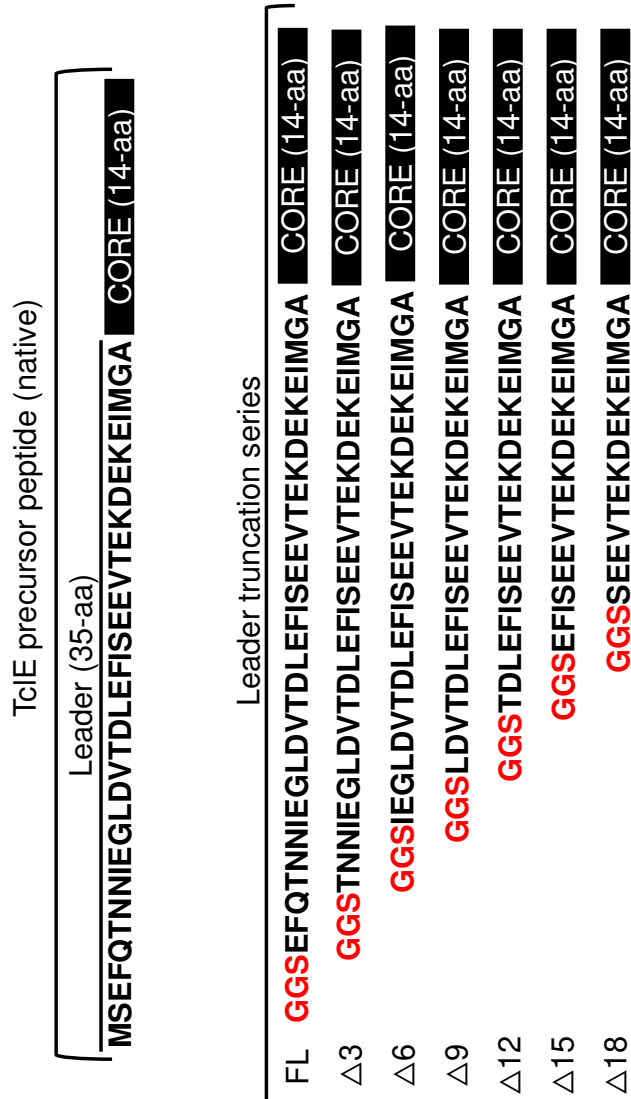 TclE precursor peptide (native)
Leader (35-aa)
MSEFQTNNIEGLDVTDLEFISEEVTEKDEKEIMGA CORE (14-aa)
Leader truncation series
FL GGSEFQTNNIEGLDVTDLEFISEEVTEKDEKEIMGA CORE (14-aa)
△3 GGSTNNIEGLDVTDLEFISEEVTEKDEKEIMGA CORE (14-aa)
△6 GGSIEGLDVTDLEFISEEVTEKDEKEIMGA CORE (14-aa)
△9 GGSLDVTDLEFISEEVTEKDEKEIMGA CORE (14-aa)
△12 GGSTDLEFISEEVTEKDEKEIMGA CORE (14-aa)
△15 GGSEFISEEVTEKDEKEIMGA CORE (14-aa)
△18 GGSSEEVTEKDEKEIMGA CORE (14-aa)